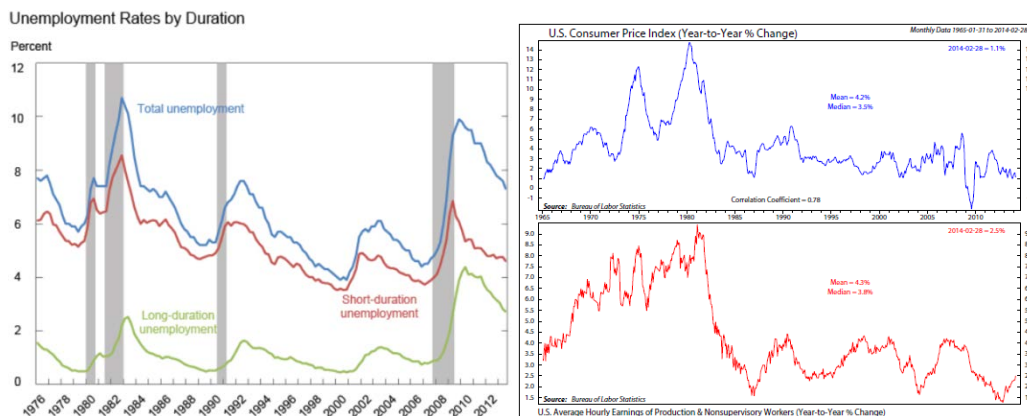 Unemployment Rates by Duration
Percent
12
10
8
6
4
2
0
Total unemployment
Short-duration
unemployment
Long-duration
unemployment
1976 1978 1980 1982 1984 1986 1988 1990 1992 1994 1996 1998 2000 2002 2004 2006 2008 2010 2012
U.S. Consumer Price Index (Year-to-Year % Change)
Monthly Data 1965-01-31 to 2014-02-28
2014-02-28 = 1.1%
14
13
12
11
10
9
8
7
6
5
4
3
2
1
0
-1
Mean = 4.2%
Median = 3.5%
Correlation Coefficient = 0.78
Source: Bureau of Labor Statistics
1965 1970 1975 1980 1985 1990 1995 2000 2005 2010
2014-02-28 = 2.5%
9.0
8.5
8.0
7.5
7.0
6.5
6.0
5.5
5.0
4.5
4.0
3.5
3.0
2.5
2.0
1.5
Mean = 4.3%
Median = 3.8%
Source: Bureau of Labor Statistics
U.S. Average Hourly Earnings of Production & Nonsupervisory Workers (Year-to-Year % Change)